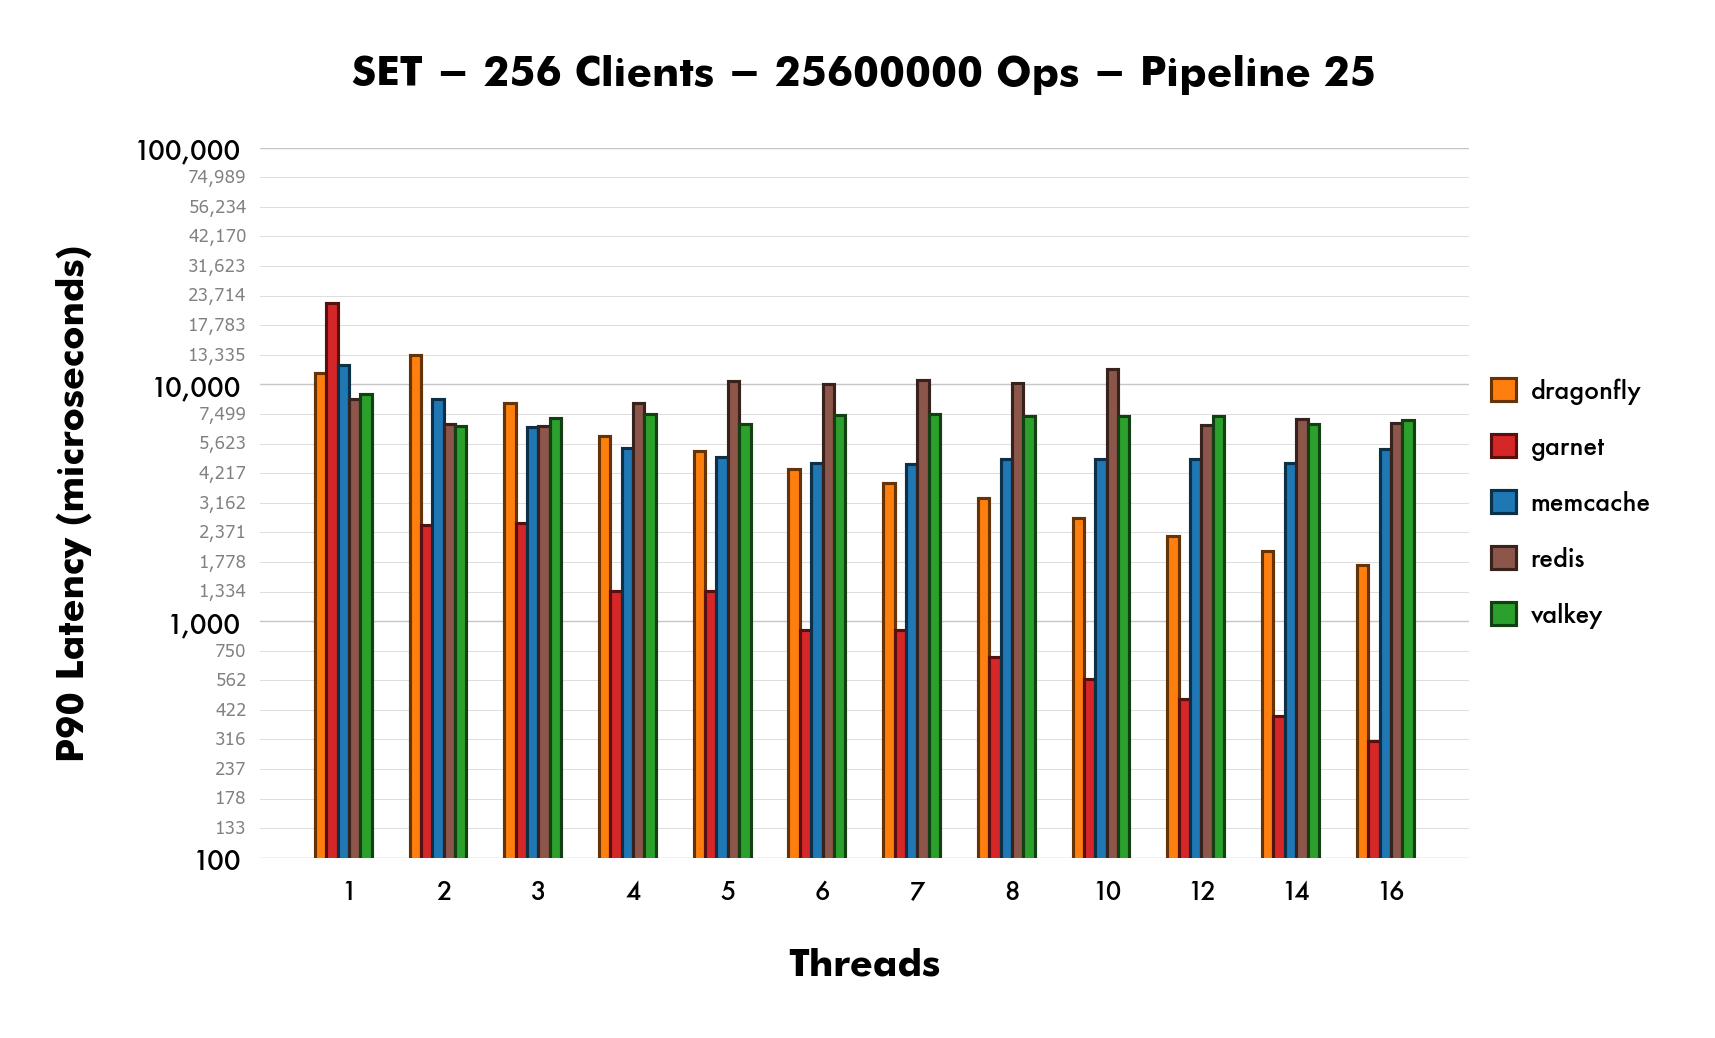 SET – 256 Clients – 25600000 Ops – Pipeline 25
P90 Latency (microseconds)
100,000
74,989
56,234
42,170
31,623
23,714
17,783
13,335
10,000
7,499
5,623
4,217
3,162
2,371
1,778
1,334
1,000
750
562
422
316
237
178
133
100
1 2 3 4 5 6 7 8 10 12 14 16
Threads
dragonfly
garnet
memcache
redis
valkey